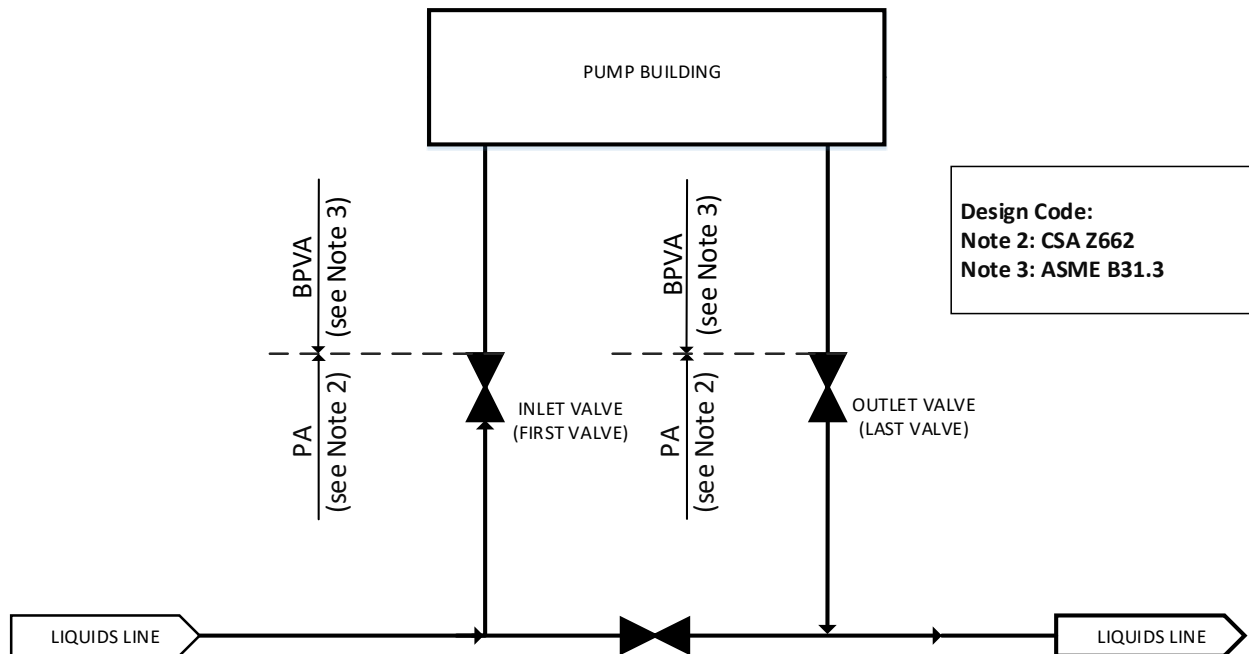 PUMP BUILDING
Design Code:
Note 2: CSA Z662
Note 3: ASME B31.3
BPVA
(see Note 3)
PA
(see Note 2)
BPVA
(see Note 3)
PA
(see Note 2)
INLET VALVE
(FIRST VALVE)
OUTLET VALVE
(LAST VALVE)
LIQUIDS LINE
LIQUIDS LINE